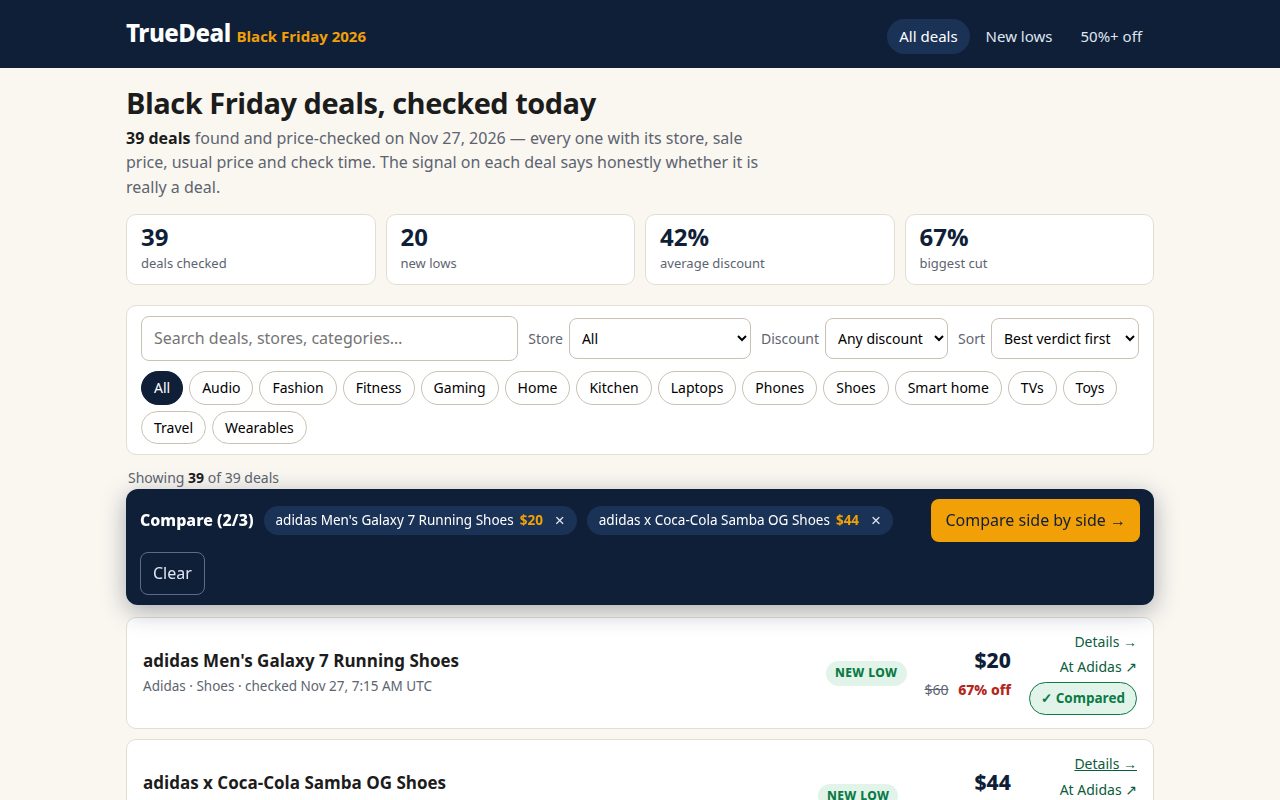 TrueDeal Black Friday 2026
All deals New lows 50%+ off
Black Friday deals, checked today
39 deals found and price-checked on Nov 27, 2026 — every one with its store, sale
price, usual price and check time. The signal on each deal says honestly whether it is
really a deal.
39
deals checked
20
new lows
42%
average discount
67%
biggest cut
Search deals, stores, categories...
Store All Discount Any discount Sort Best verdict first
All Audio Fashion Fitness Gaming Home Kitchen Laptops Phones Shoes Smart home TVs Toys
Travel Wearables
Showing 39 of 39 deals
Compare (2/3) adidas Men's Galaxy 7 Running Shoes $20 × adidas x Coca-Cola Samba OG Shoes $44 × Compare side by side →
Clear
adidas Men's Galaxy 7 Running Shoes
Adidas · Shoes · checked Nov 27, 7:15 AM UTC
NEW LOW
$20
$60 67% off
Details →
At Adidas ↗
✓ Compared
adidas x Coca-Cola Samba OG Shoes
NEW LOW
$44
Details →
At Adidas ↗